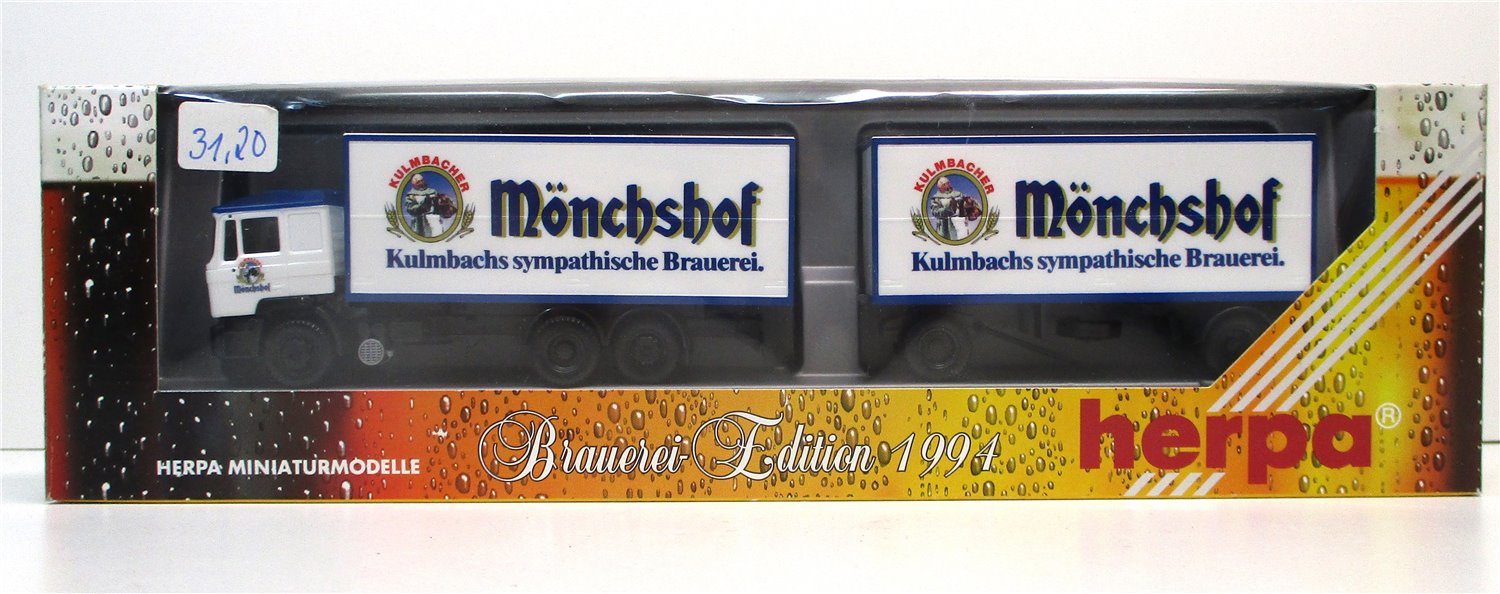 31,20
KULMBACHER
Mönchshof
Kulmbachs sympathische Brauerei.
KULMBACHER
Mönchshof
Kulmbachs sympathische Brauerei.
Mönchshof
HERPA MINIATURMODELLE
Brauerei-Edition 1994
herpa®